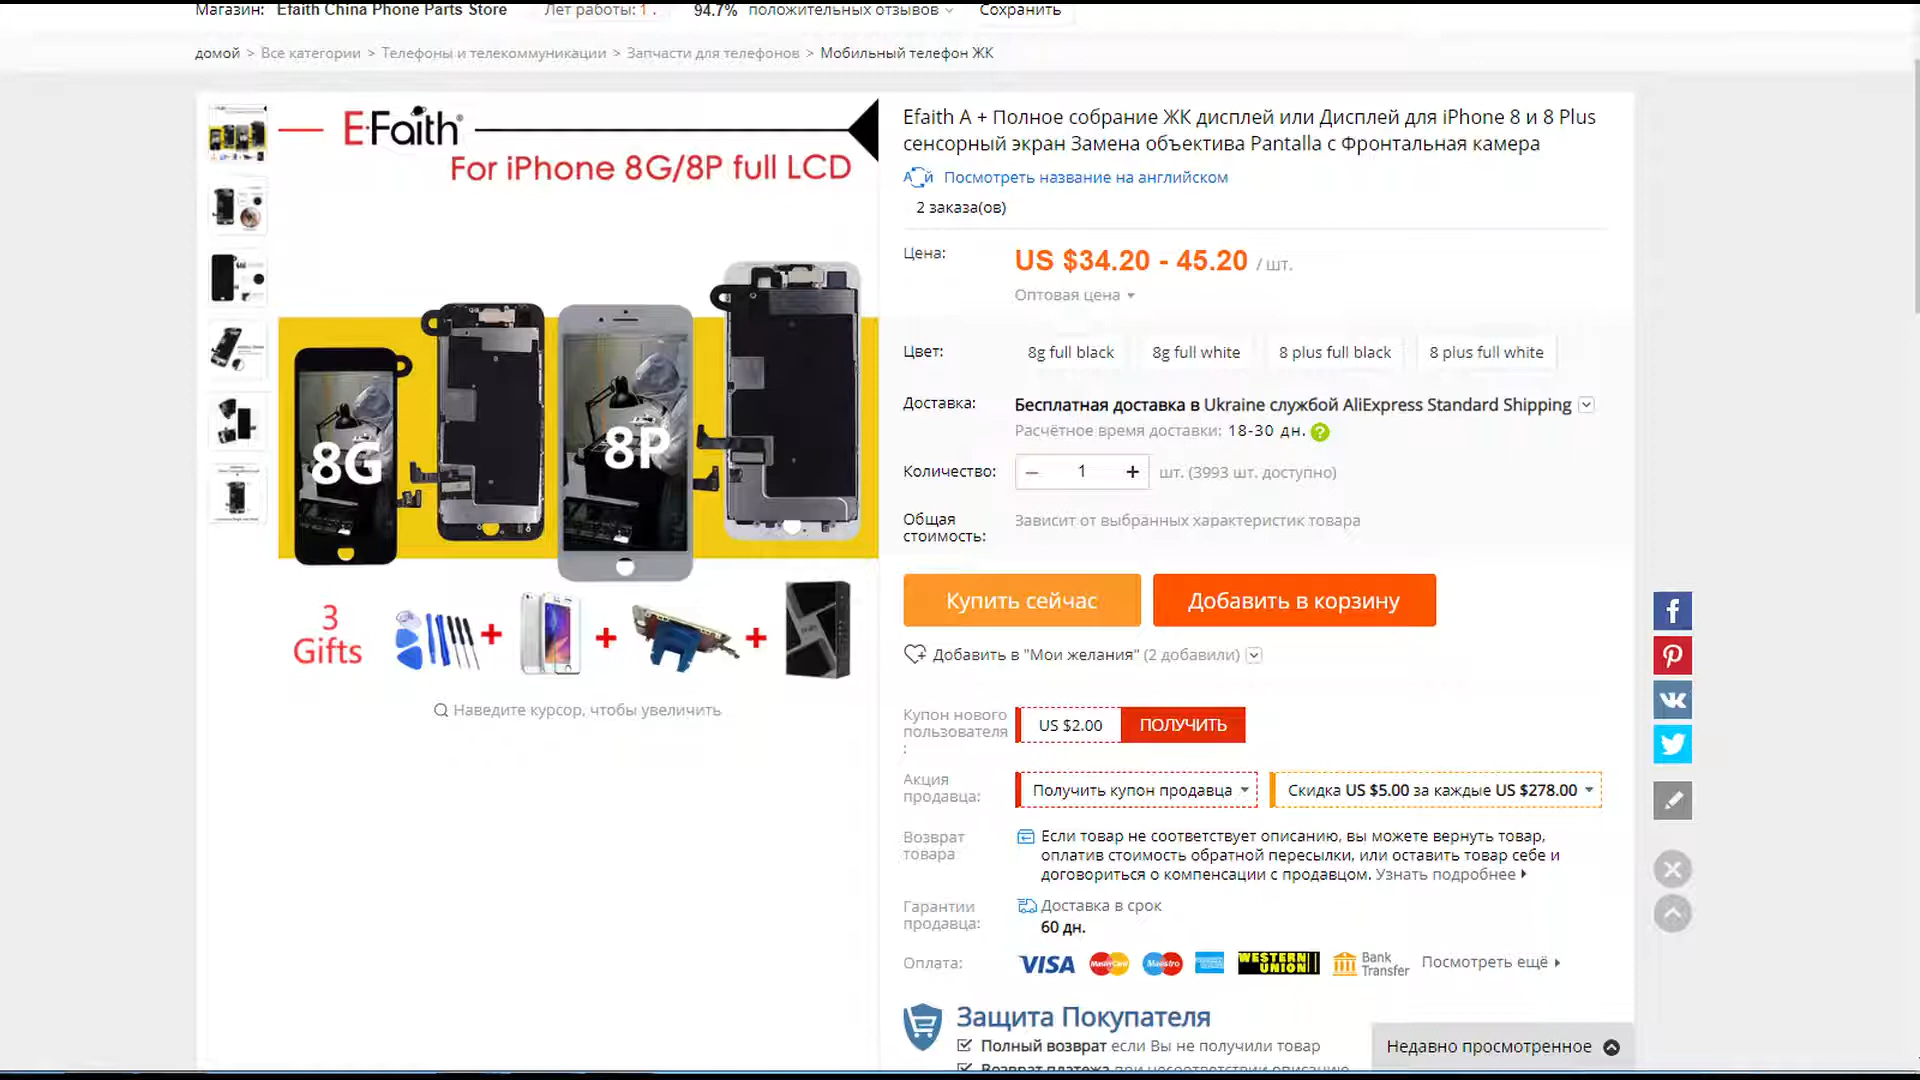 Магазин: Efaith China Phone Parts Store Лет работы: 1 . 94.7% положительных отзывов Сохранить
домой > Все категории > Телефоны и телекоммуникации > Запчасти для телефонов > Мобильный телефон ЖК
E·Faith®
For iPhone 8G/8P full LCD
8G
8P
3
Gifts
Наведите курсор, чтобы увеличить
Efaith A + Полное собрание ЖК дисплей или Дисплей для iPhone 8 и 8 Plus
сенсорный экран Замена объектива Pantalla с Фронтальная камера
Посмотреть название на английском
2 заказа(ов)
Цена: US $34.20 - 45.20 / шт.
Оптовая цена
Цвет: 8g full black 8g full white 8 plus full black 8 plus full white
Доставка: Бесплатная доставка в Ukraine службой AliExpress Standard Shipping
Расчётное время доставки: 18-30 дн. ?
Количество: − 1 + шт. (3993 шт. доступно)
Общая
стоимость: Зависит от выбранных характеристик товара
Купить сейчас Добавить в корзину
Добавить в "Мои желания" (2 добавили)
Купон нового
пользователя
: US $2.00 ПОЛУЧИТЬ
Акция
продавца: Получить купон продавца Скидка US $5.00 за каждые US $278.00
Возврат
товара Если товар не соответствует описанию, вы можете вернуть товар,
оплатив стоимость обратной пересылки, или оставить товар себе и
договориться о компенсации с продавцом. Узнать подробнее
Гарантии
продавца: Доставка в срок
60 дн.
Оплата: VISA MasterCard Maestro WESTERN UNION Bank Transfer Посмотреть ещё
Защита Покупателя
Полный возврат если Вы не получили товар
Возврат платежа при несоответствии описанию
Недавно просмотренное